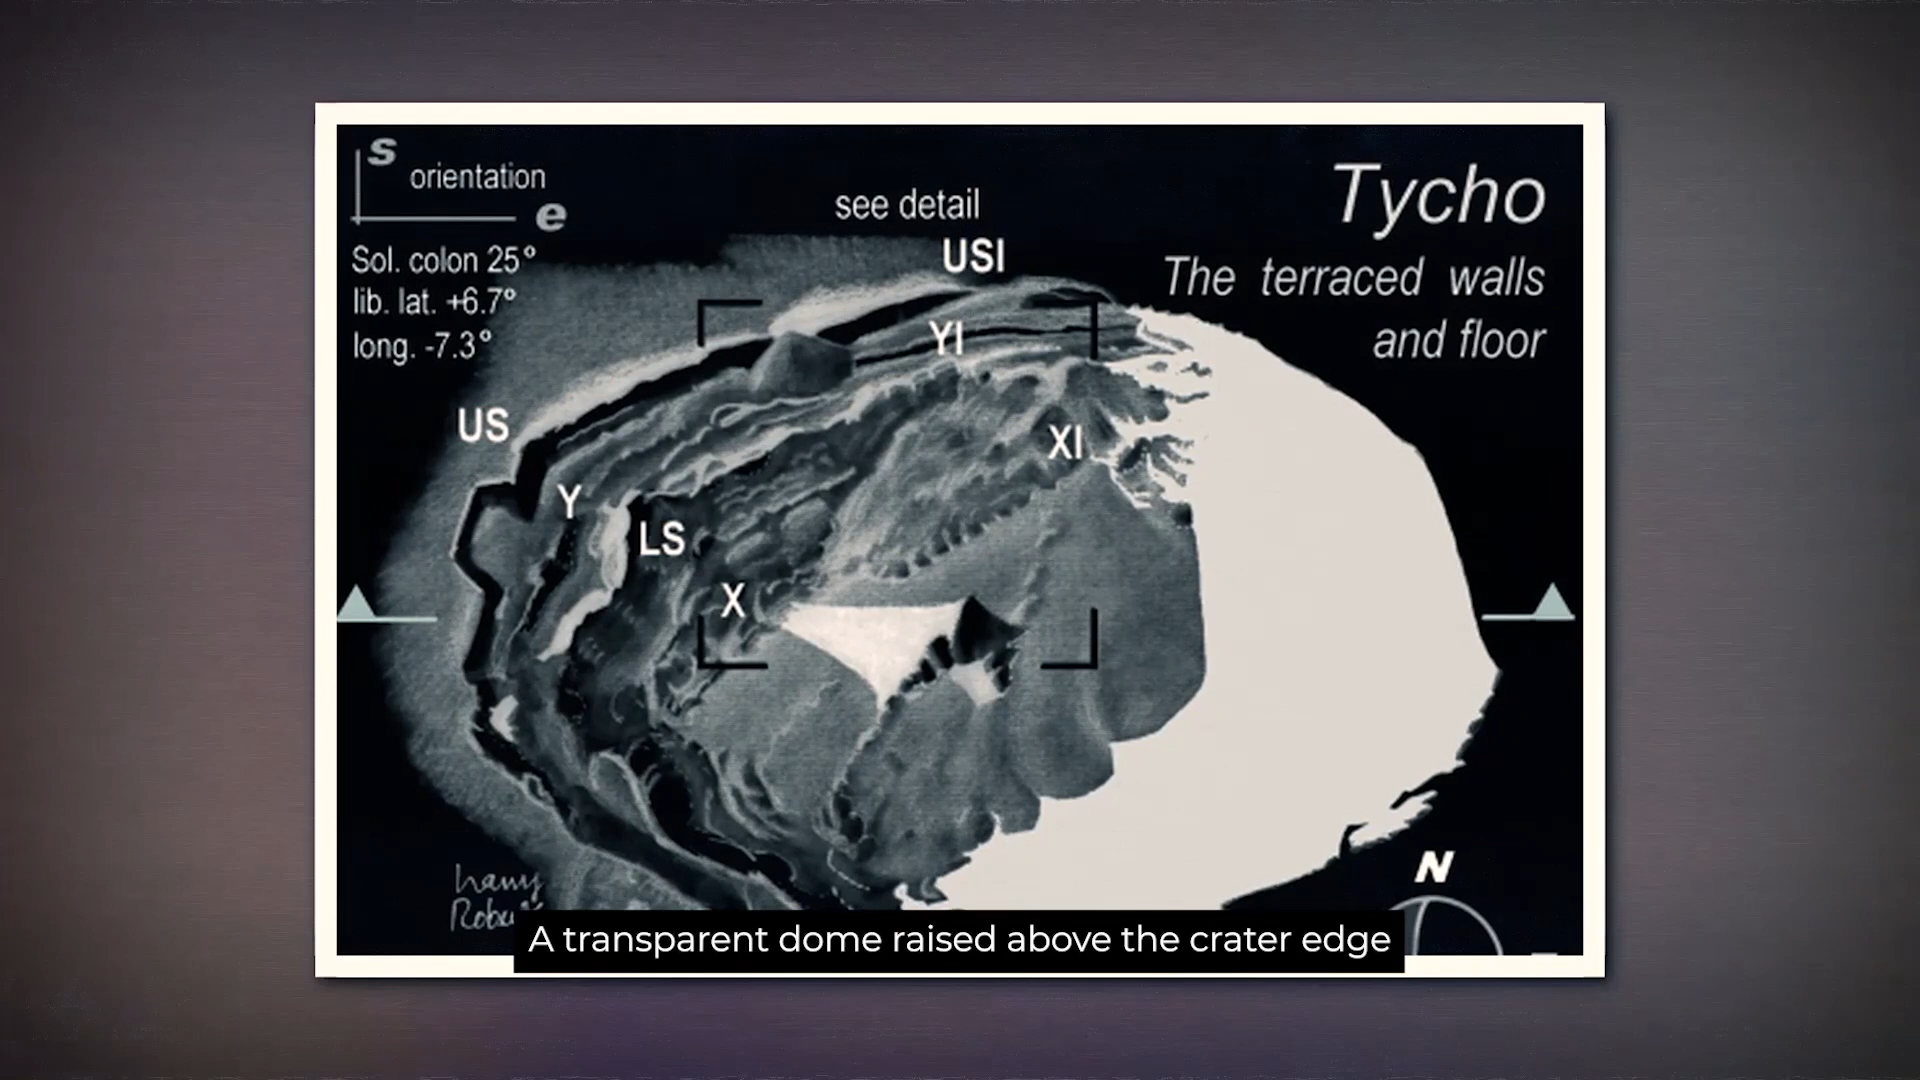 s
orientation
e
Sol. colon 25°
lib. lat. +6.7°
long. -7.3°
see detail
Tycho
The terraced walls
and floor
USI
YI
US
XI
Y
LS
X
N
Harry
A transparent dome raised above the crater edge